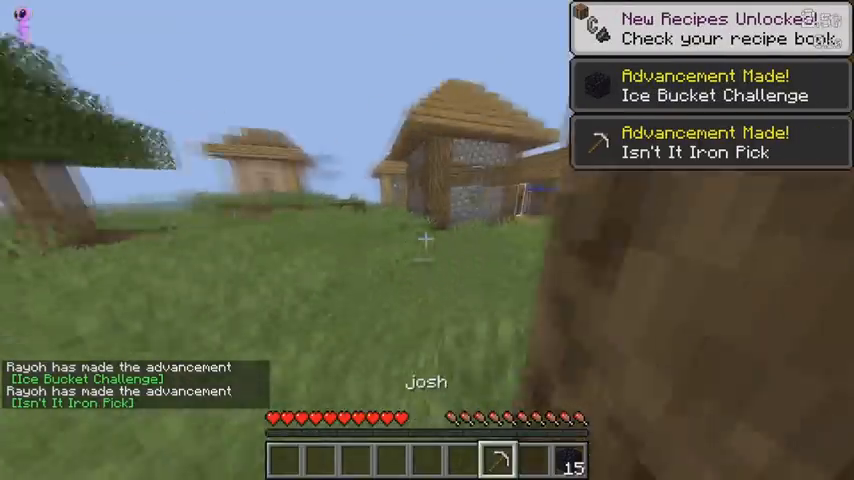 New Recipes Unlocked!
Check your recipe book
Advancement Made!
Ice Bucket Challenge
Advancement Made!
Isn't It Iron Pick
Rayoh has made the advancement
[Ice Bucket Challenge]
Rayoh has made the advancement
[Isn't It Iron Pick]
josh
15